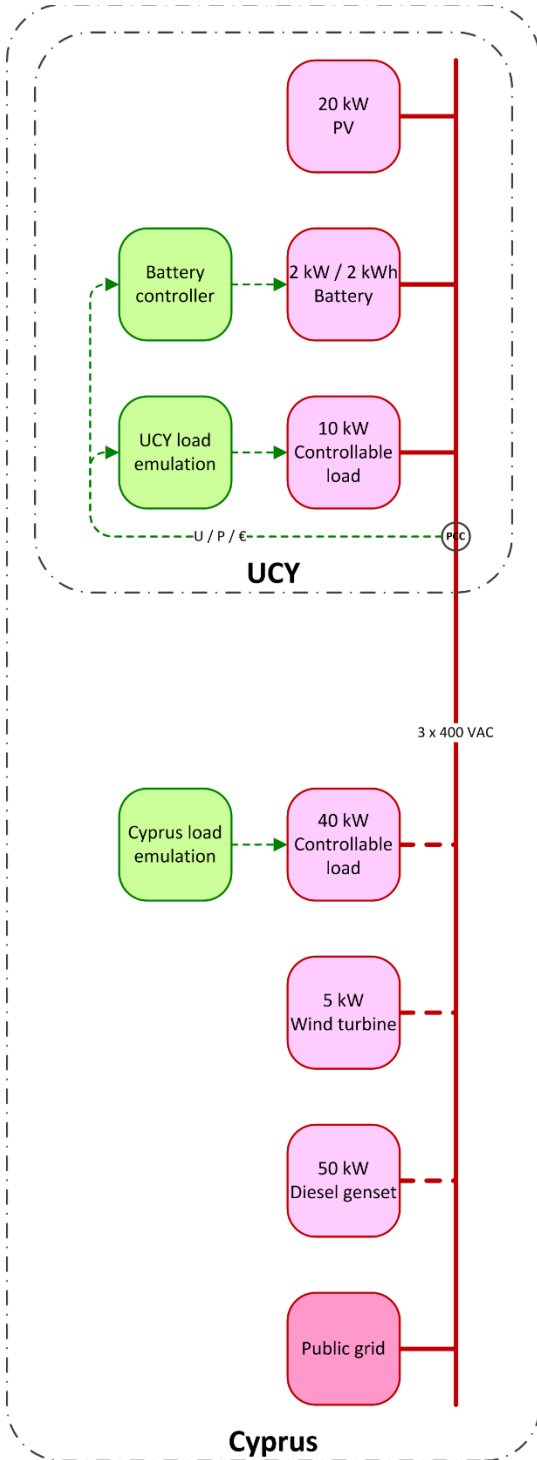 20 kW
PV
Battery
controller
2 kW / 2 kWh
Battery
UCY load
emulation
10 kW
Controllable
load
U / P / €
PCC
UCY
3 x 400 VAC
Cyprus load
emulation
40 kW
Controllable
load
5 kW
Wind turbine
50 kW
Diesel genset
Public grid
Cyprus